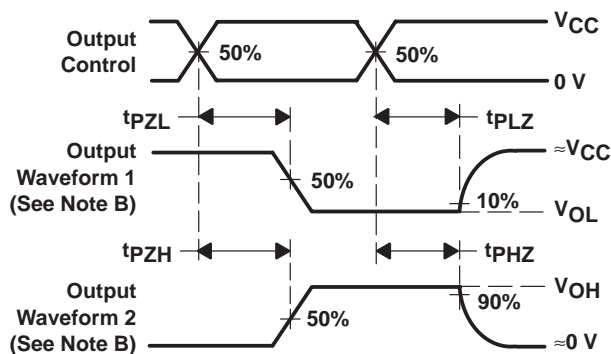 Output
Control
50%
50%
VCC
0 V
tPZL
tPLZ
Output
Waveform 1
(See Note B)
50%
10%
≈VCC
VOL
tPZH
tPHZ
Output
Waveform 2
(See Note B)
50%
90%
VOH
≈0 V